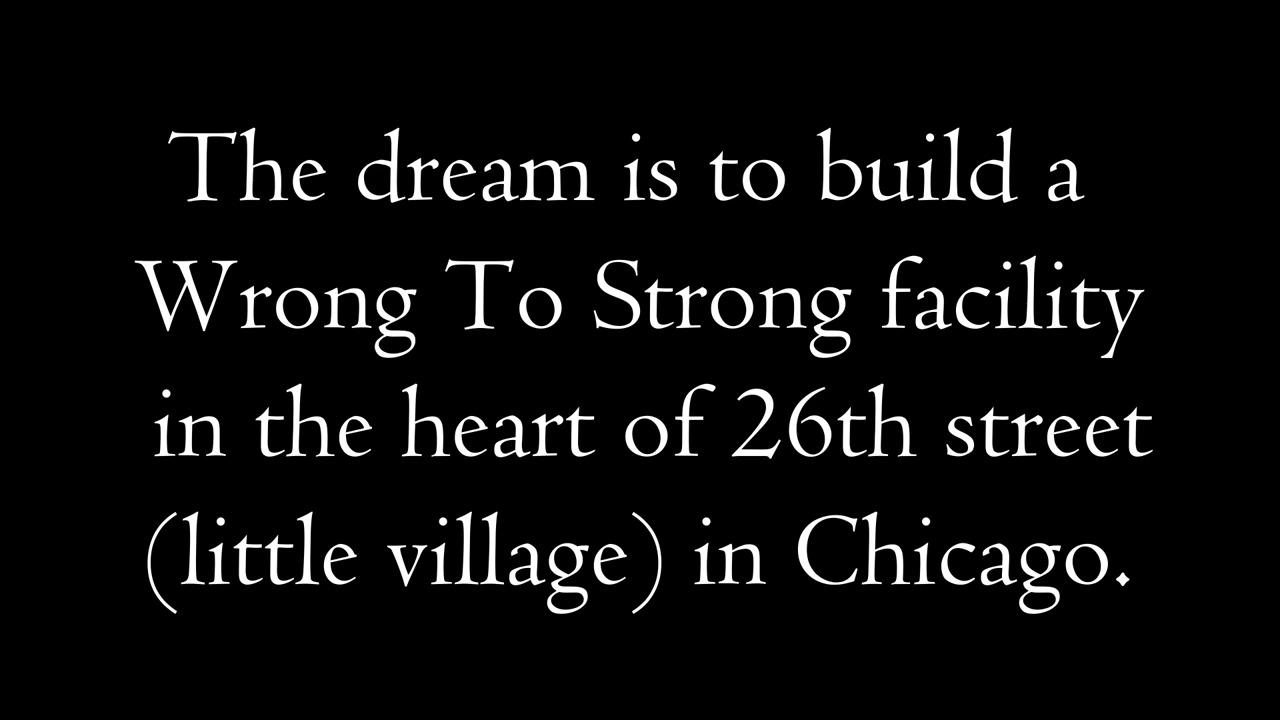 The dream is to build a
Wrong To Strong facility
in the heart of 26th street
(little village) in Chicago.